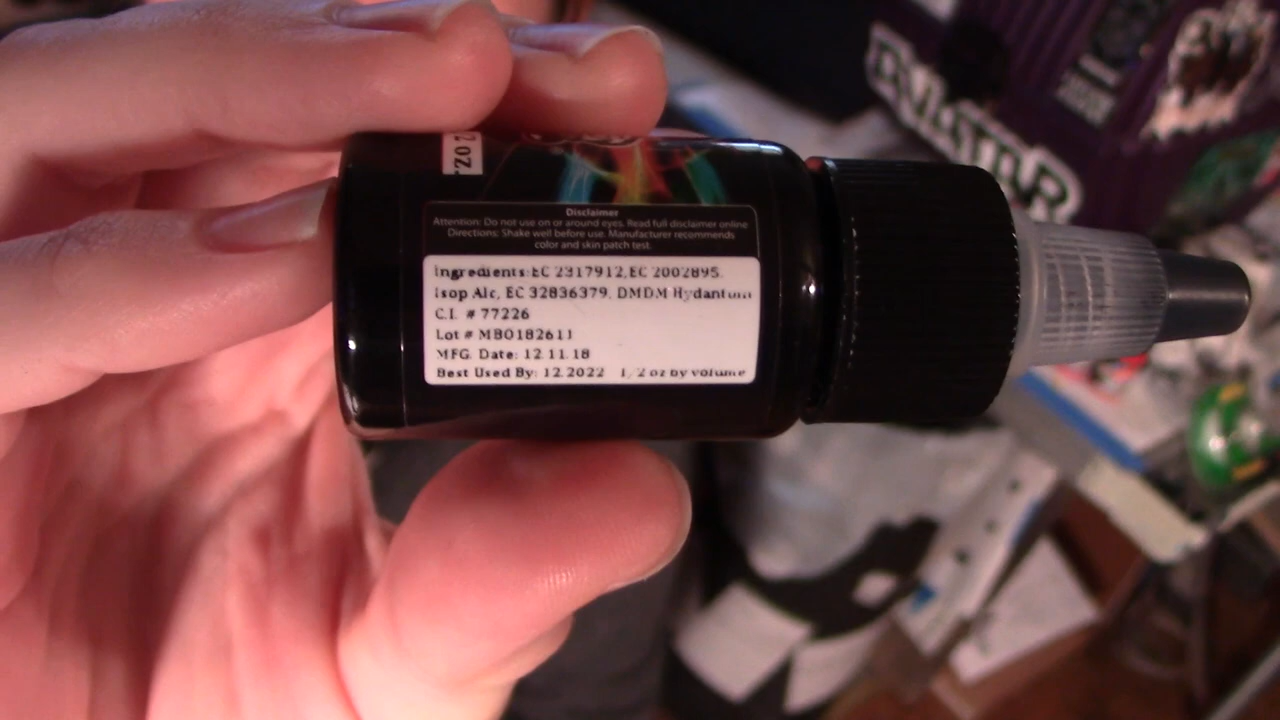 OZ
Disclaimer
Attention: Do not use on or around eyes. Read full disclaimer online
Directions: Shake well before use. Manufacturer recommends
color and skin patch test.
Ingredients:EC 2317912,EC 2002895,
Isop Alc, EC 32836379, DMDM Hydantoin
C.I. # 77226
Lot # MB0182611
MFG. Date: 12.11.18
Best Used By: 12.2022 1/2 oz by volume